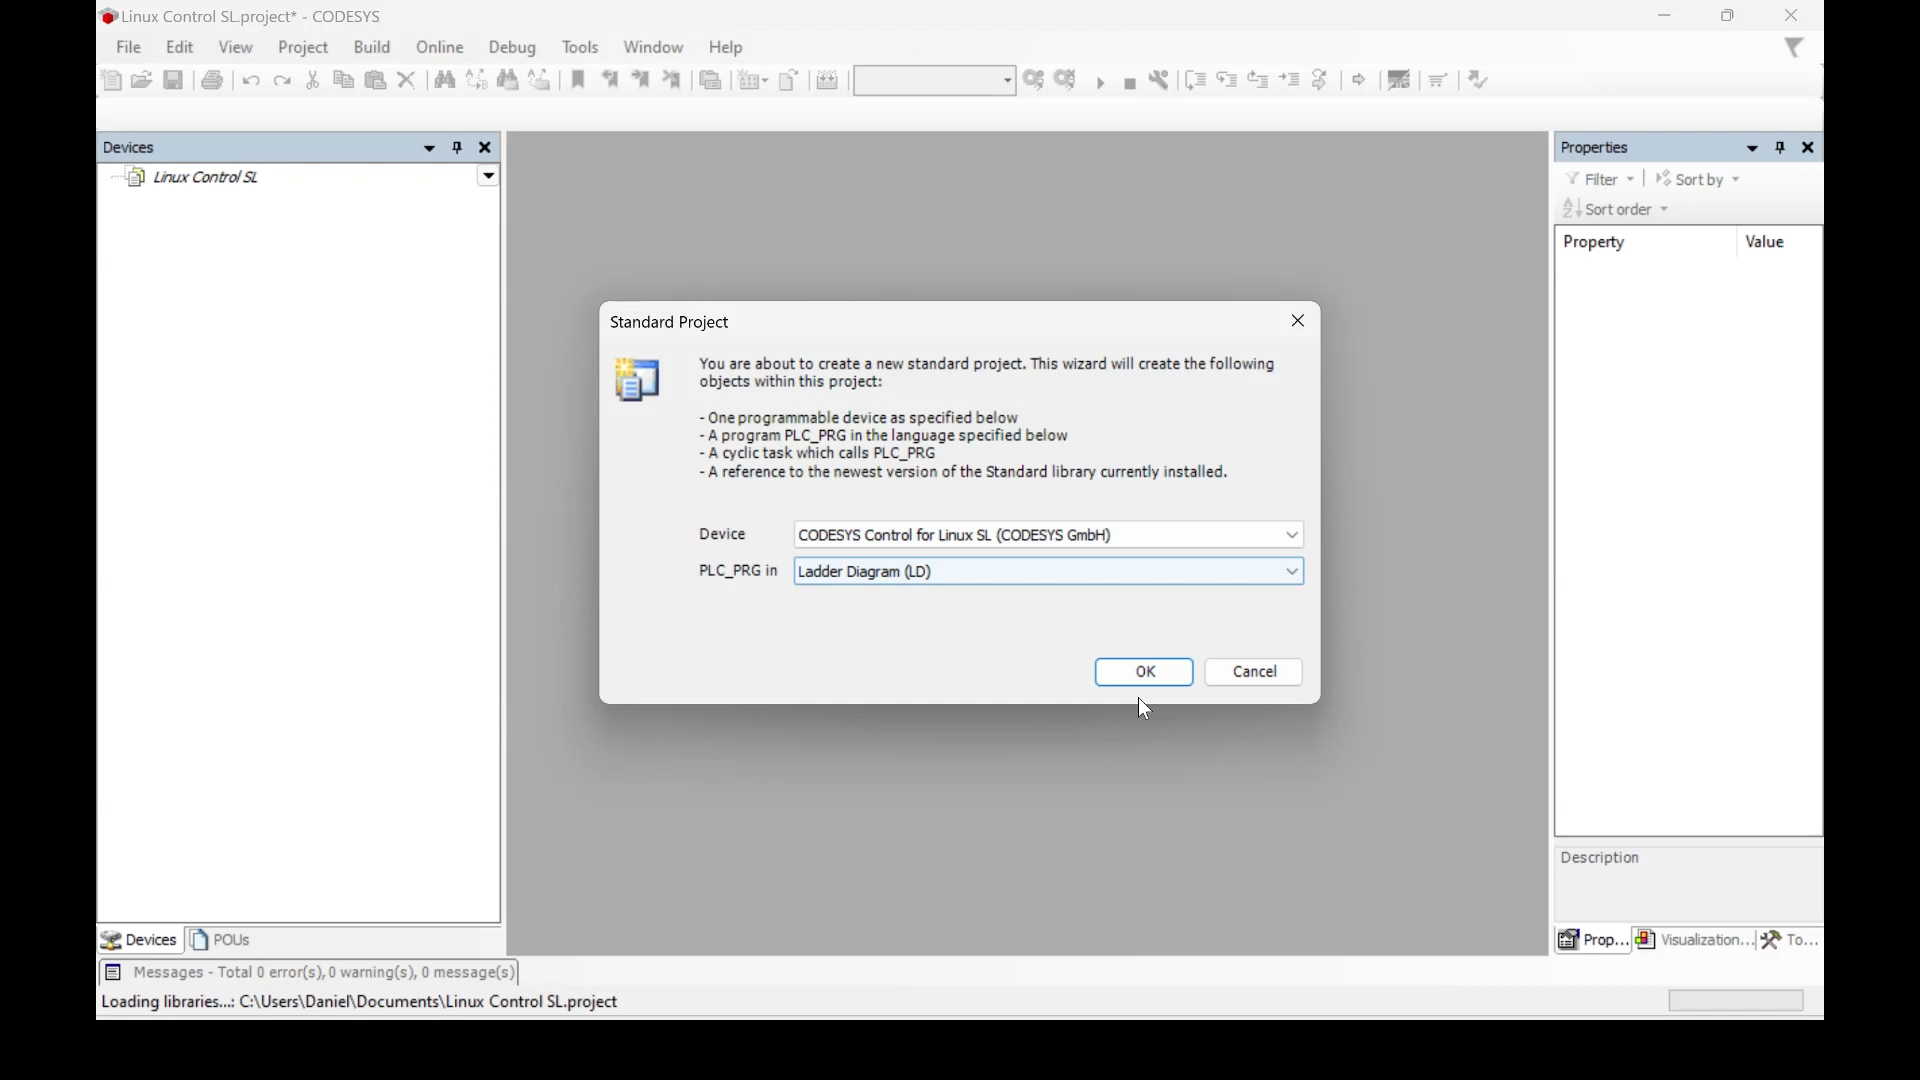 Linux Control SL.project* - CODESYS
File Edit View Project Build Online Debug Tools Window Help
Devices
Linux Control SL
Properties
Filter Sort by
Sort order
Property Value
Standard Project
You are about to create a new standard project. This wizard will create the following
objects within this project:
- One programmable device as specified below
- A program PLC_PRG in the language specified below
- A cyclic task which calls PLC_PRG
- A reference to the newest version of the Standard library currently installed.
Device CODESYS Control for Linux SL (CODESYS GmbH)
PLC_PRG in Ladder Diagram (LD)
OK Cancel
Description
Devices POUs
Prop... Visualization... To...
Messages - Total 0 error(s), 0 warning(s), 0 message(s)
Loading libraries...: C:\Users\Daniel\Documents\Linux Control SL.project